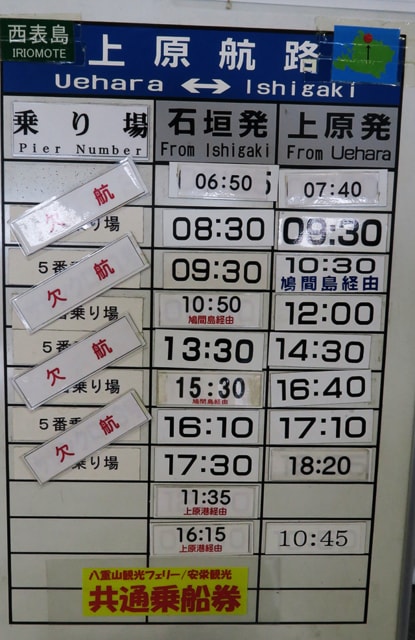 西表島
IRIOMOTE
上原航路
Uehara ↔ Ishigaki
1
乗り場 石垣発 上原発
Pier Number From Ishigaki From Uehara
欠航 06:50 07:40
乗り場 08:30 09:30
5番 欠航 09:30 10:30
鳩間島経由
乗り場 10:50 12:00
鳩間島経由
5番 欠航 13:30 14:30
乗り場 15:30 16:40
鳩間島経由
5番 欠航 16:10 17:10
乗り場 17:30 18:20
11:35
上原港経由
16:15 10:45
上原港経由
八重山観光フェリー/安栄観光
共通乗船券